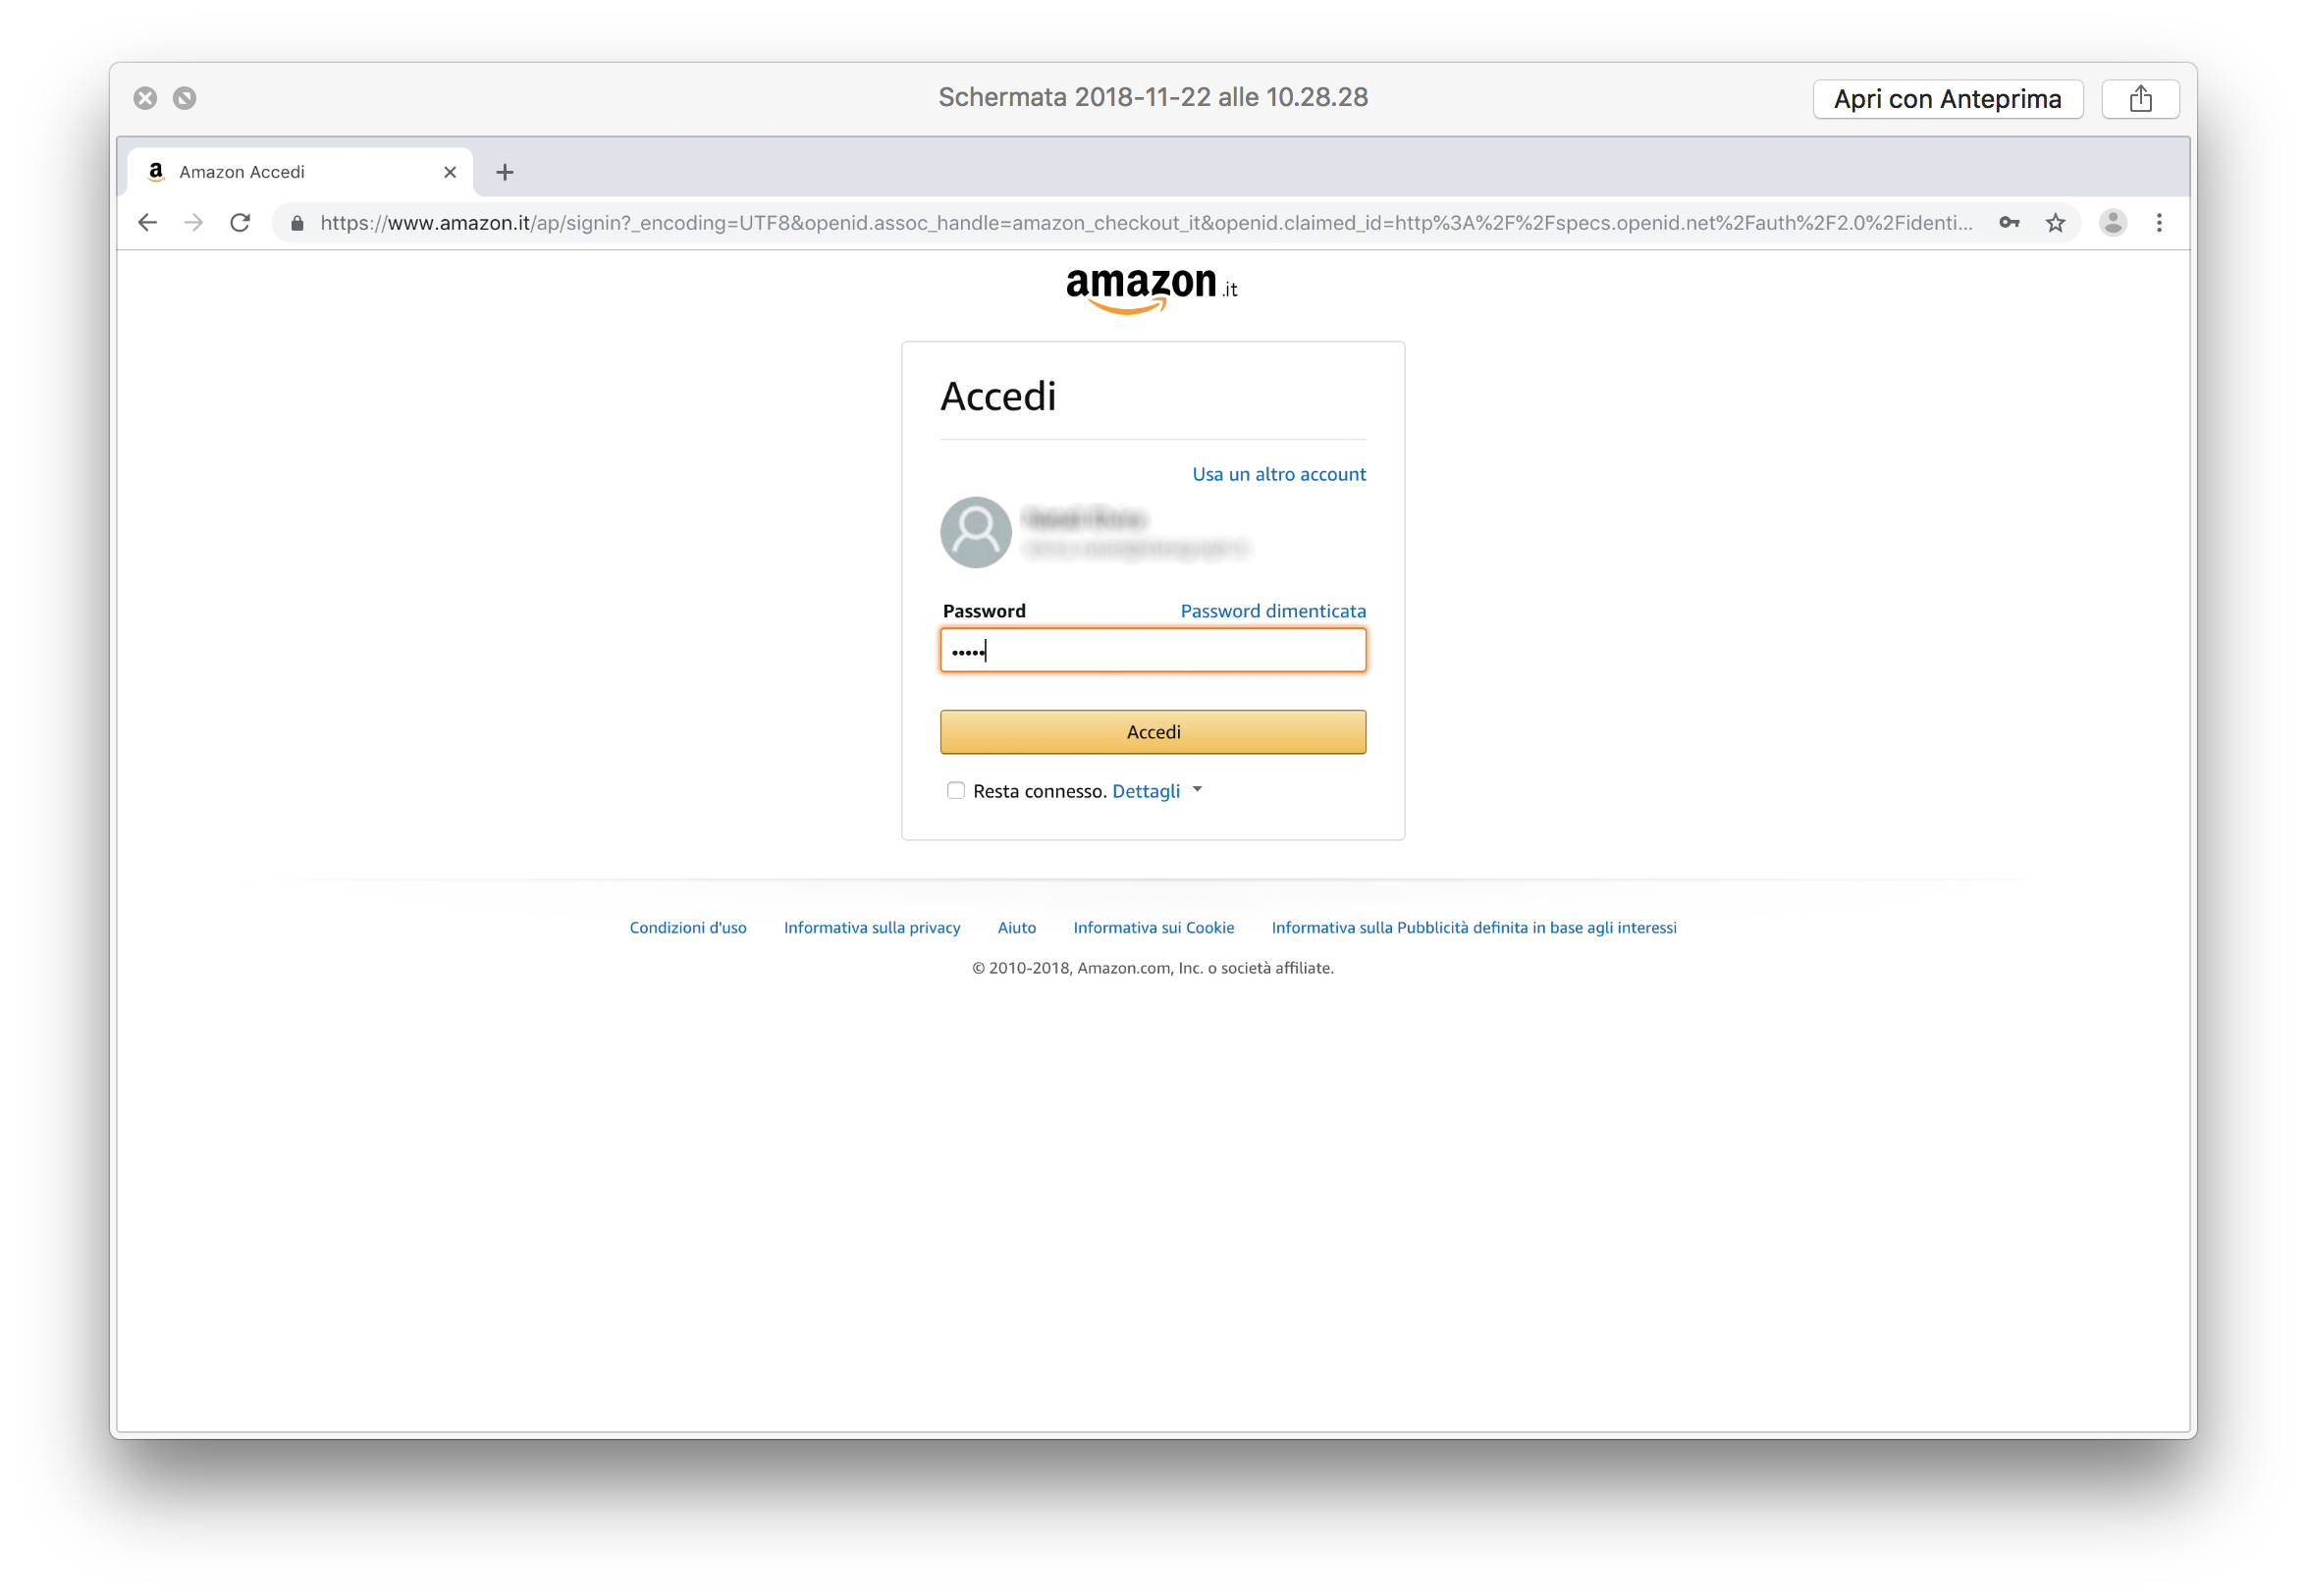 Schermata 2018-11-22 alle 10.28.28
Apri con Anteprima
Amazon Accedi
https://www.amazon.it/ap/signin?_encoding=UTF8&openid.assoc_handle=amazon_checkout_it&openid.claimed_id=http%3A%2F%2Fspecs.openid.net%2Fauth%2F2.0%2Fidenti...
amazon.it
Accedi
Usa un altro account
Password
Password dimenticata
Accedi
Resta connesso. Dettagli
Condizioni d'uso
Informativa sulla privacy
Aiuto
Informativa sui Cookie
Informativa sulla Pubblicità definita in base agli interessi
© 2010-2018, Amazon.com, Inc. o società affiliate.